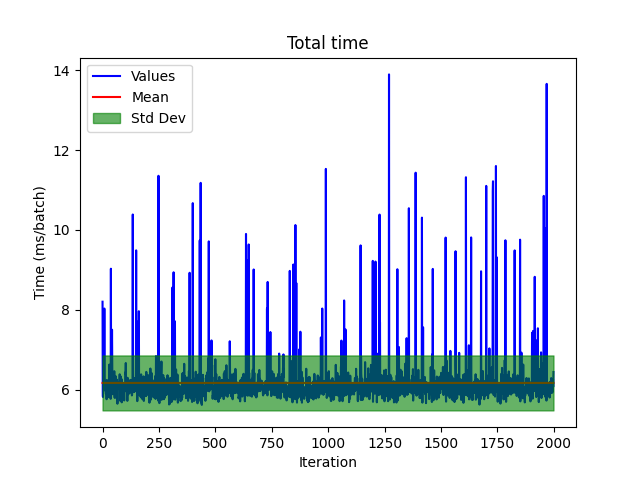 Total time
Values
Mean
Std Dev
Time (ms/batch)
14
12
10
8
6
0 250 500 750 1000 1250 1500 1750 2000
Iteration